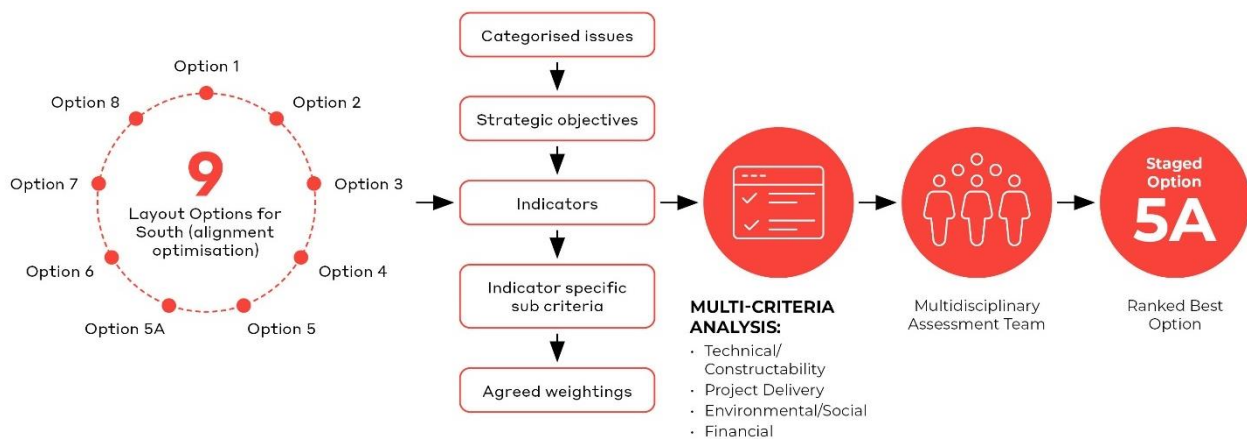 Option 1
Option 8
Option 2
Option 7
Option 3
9
Layout Options for
South (alignment
optimisation)
Option 6
Option 4
Option 5A
Option 5
Categorised issues
Strategic objectives
Indicators
Indicator specific
sub criteria
Agreed weightings
MULTI-CRITERIA
ANALYSIS:
· Technical/
Constructability
· Project Delivery
· Environmental/Social
· Financial
Multidisciplinary
Assessment Team
Staged
Option
5A
Ranked Best
Option